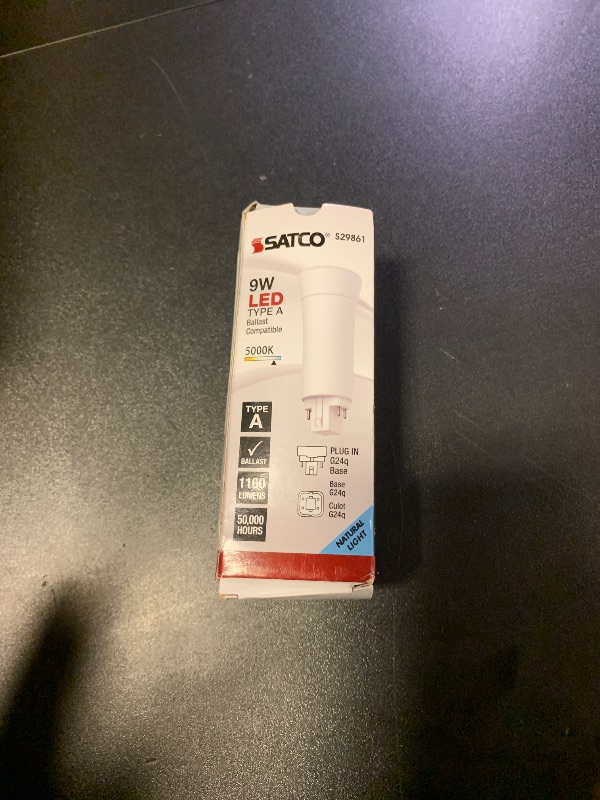 SATCO® S29861
9W
LED
TYPE A
Ballast
Compatible
5000K
TYPE
A
BALLAST
1100
LUMENS
50,000
HOURS
PLUG IN
G24q
Base
Base
G24q
Culot
G24q
NATURAL
LIGHT